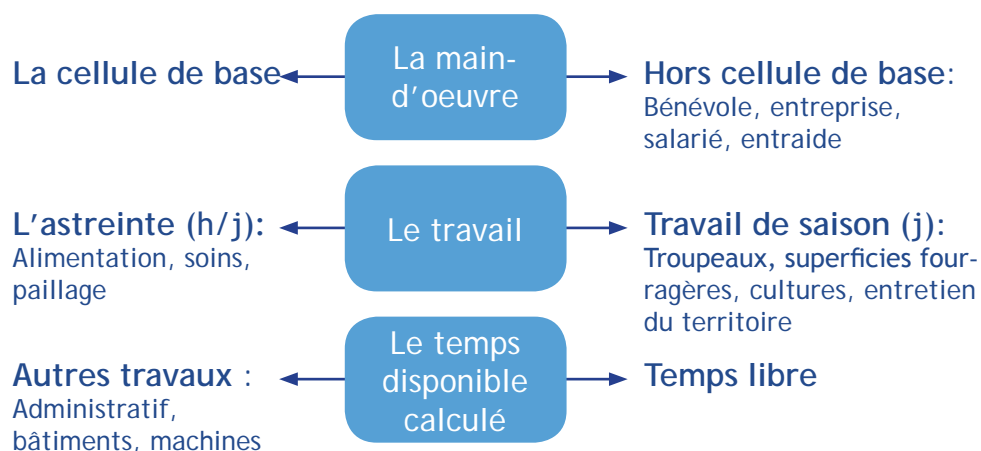 La cellule de base
La main-
d'oeuvre
Hors cellule de base:
Bénévole, entreprise,
salarié, entraide
L'astreinte (h/j):
Alimentation, soins,
paillage
Le travail
Travail de saison (j):
Troupeaux, superficies four-
ragères, cultures, entretien
du territoire
Autres travaux :
Administratif,
bâtiments, machines
Le temps
disponible
calculé
Temps libre